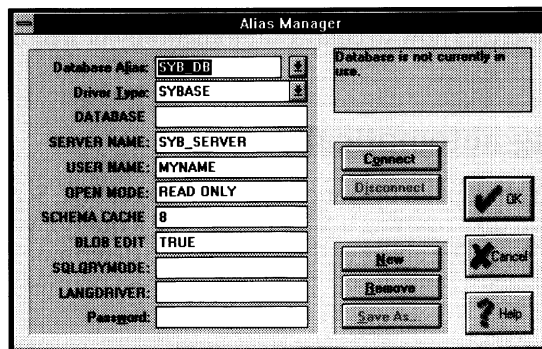 Alias Manager
Database Alias: SYB_DB
Driver Type: SYBASE
DATABASE
SERVER NAME: SYB_SERVER
USER NAME: MYNAME
OPEN MODE: READ ONLY
SCHEMA CACHE 8
BLOB EDIT TRUE
SQLQRYMODE:
LANGDRIVER:
Password:
Database is not currently in
use.
Connect
Disconnect
New
Remove
Save As...
OK
Cancel
Help